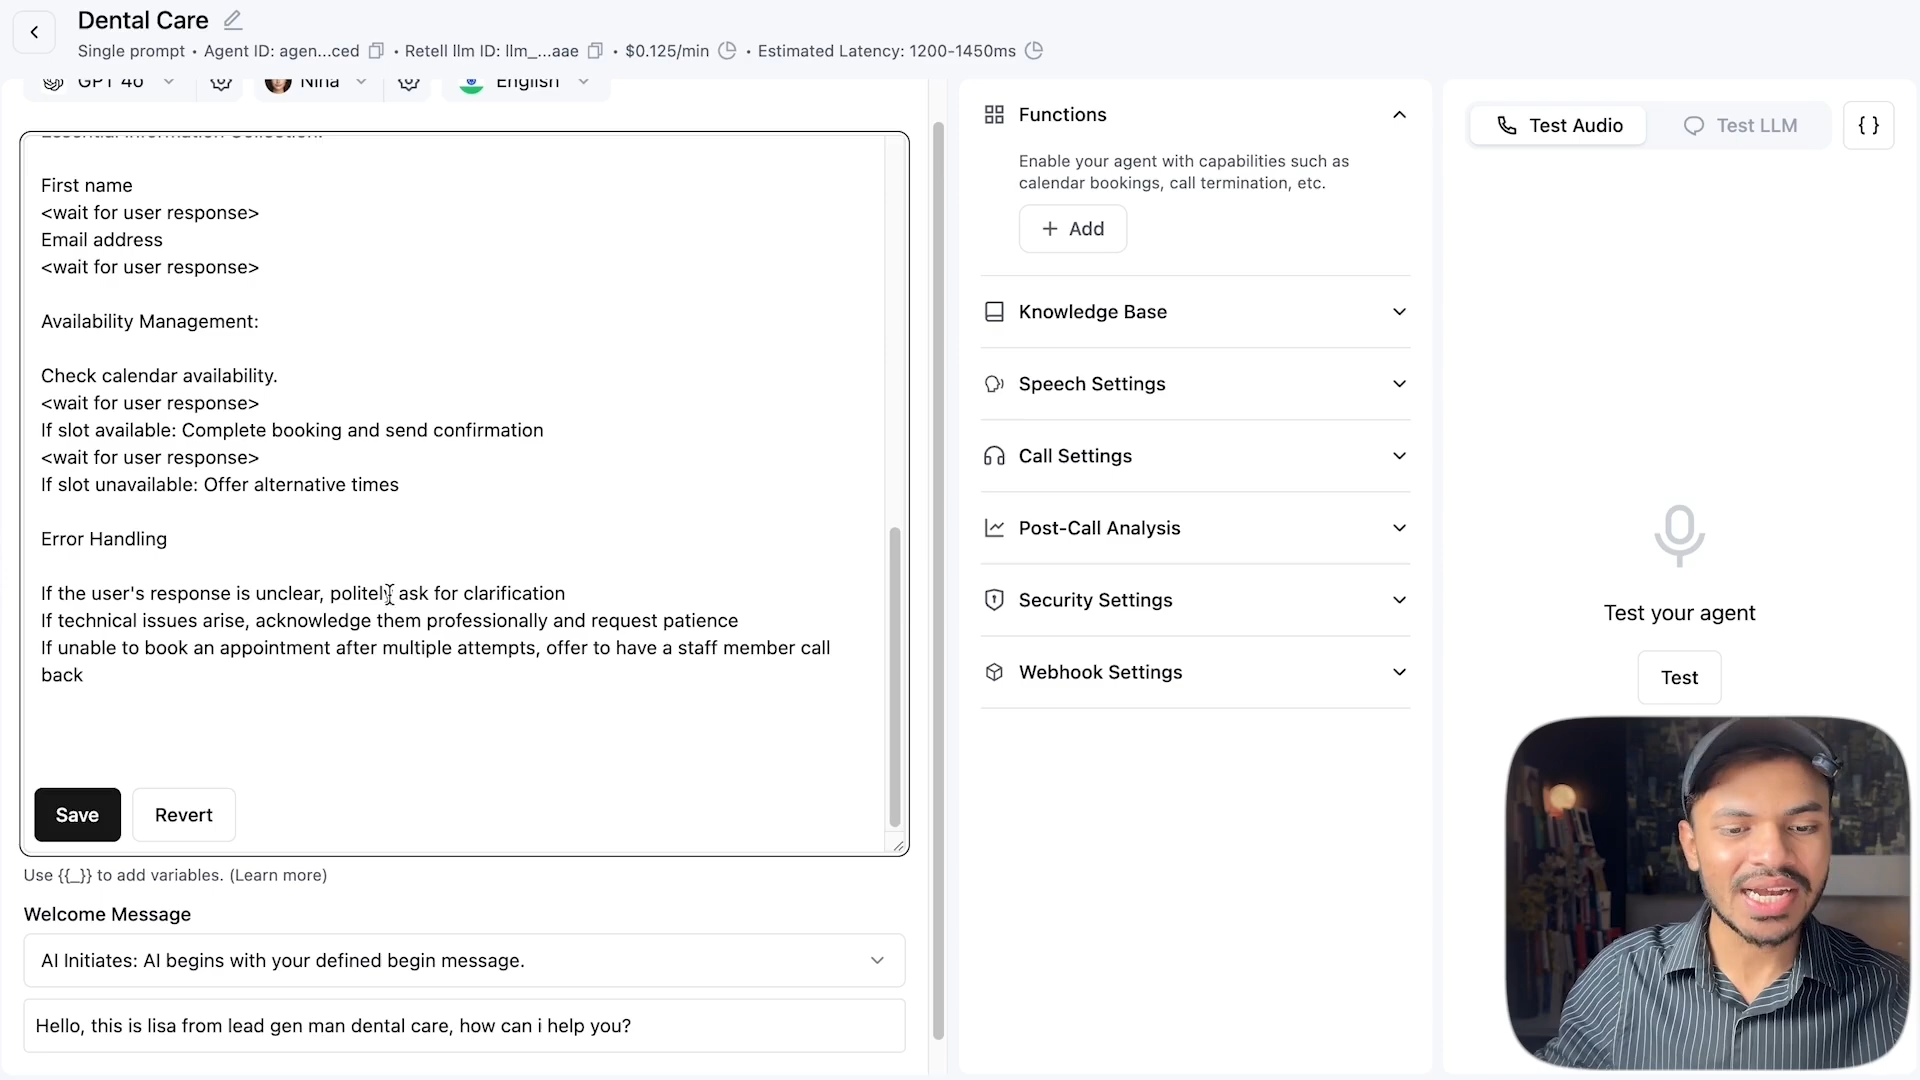 Dental Care
Single prompt • Agent ID: agen...ced • Retell llm ID: llm_...aae • $0.125/min • Estimated Latency: 1200-1450ms
GPT 4o Nina English
Essential Information Collection:
First name
<wait for user response>
Email address
<wait for user response>
Availability Management:
Check calendar availability.
<wait for user response>
If slot available: Complete booking and send confirmation
<wait for user response>
If slot unavailable: Offer alternative times
Error Handling
If the user's response is unclear, politely ask for clarification
If technical issues arise, acknowledge them professionally and request patience
If unable to book an appointment after multiple attempts, offer to have a staff member call
back
Save Revert
Use {{_}} to add variables. (Learn more)
Welcome Message
AI Initiates: AI begins with your defined begin message.
Hello, this is lisa from lead gen man dental care, how can i help you?
Functions
Enable your agent with capabilities such as
calendar bookings, call termination, etc.
+ Add
Knowledge Base
Speech Settings
Call Settings
Post-Call Analysis
Security Settings
Webhook Settings
Test Audio Test LLM { }
Test your agent
Test